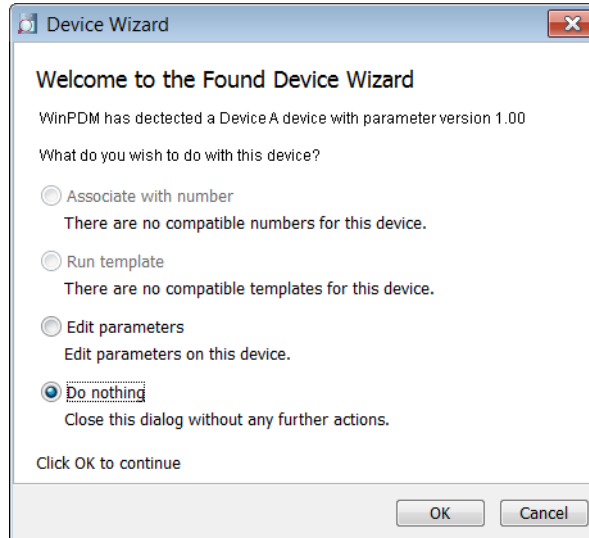 Device Wizard
Welcome to the Found Device Wizard
WinPDM has dectected a Device A device with parameter version 1.00
What do you wish to do with this device?
Associate with number
There are no compatible numbers for this device.
Run template
There are no compatible templates for this device.
Edit parameters
Edit parameters on this device.
Do nothing
Close this dialog without any further actions.
Click OK to continue
OK Cancel